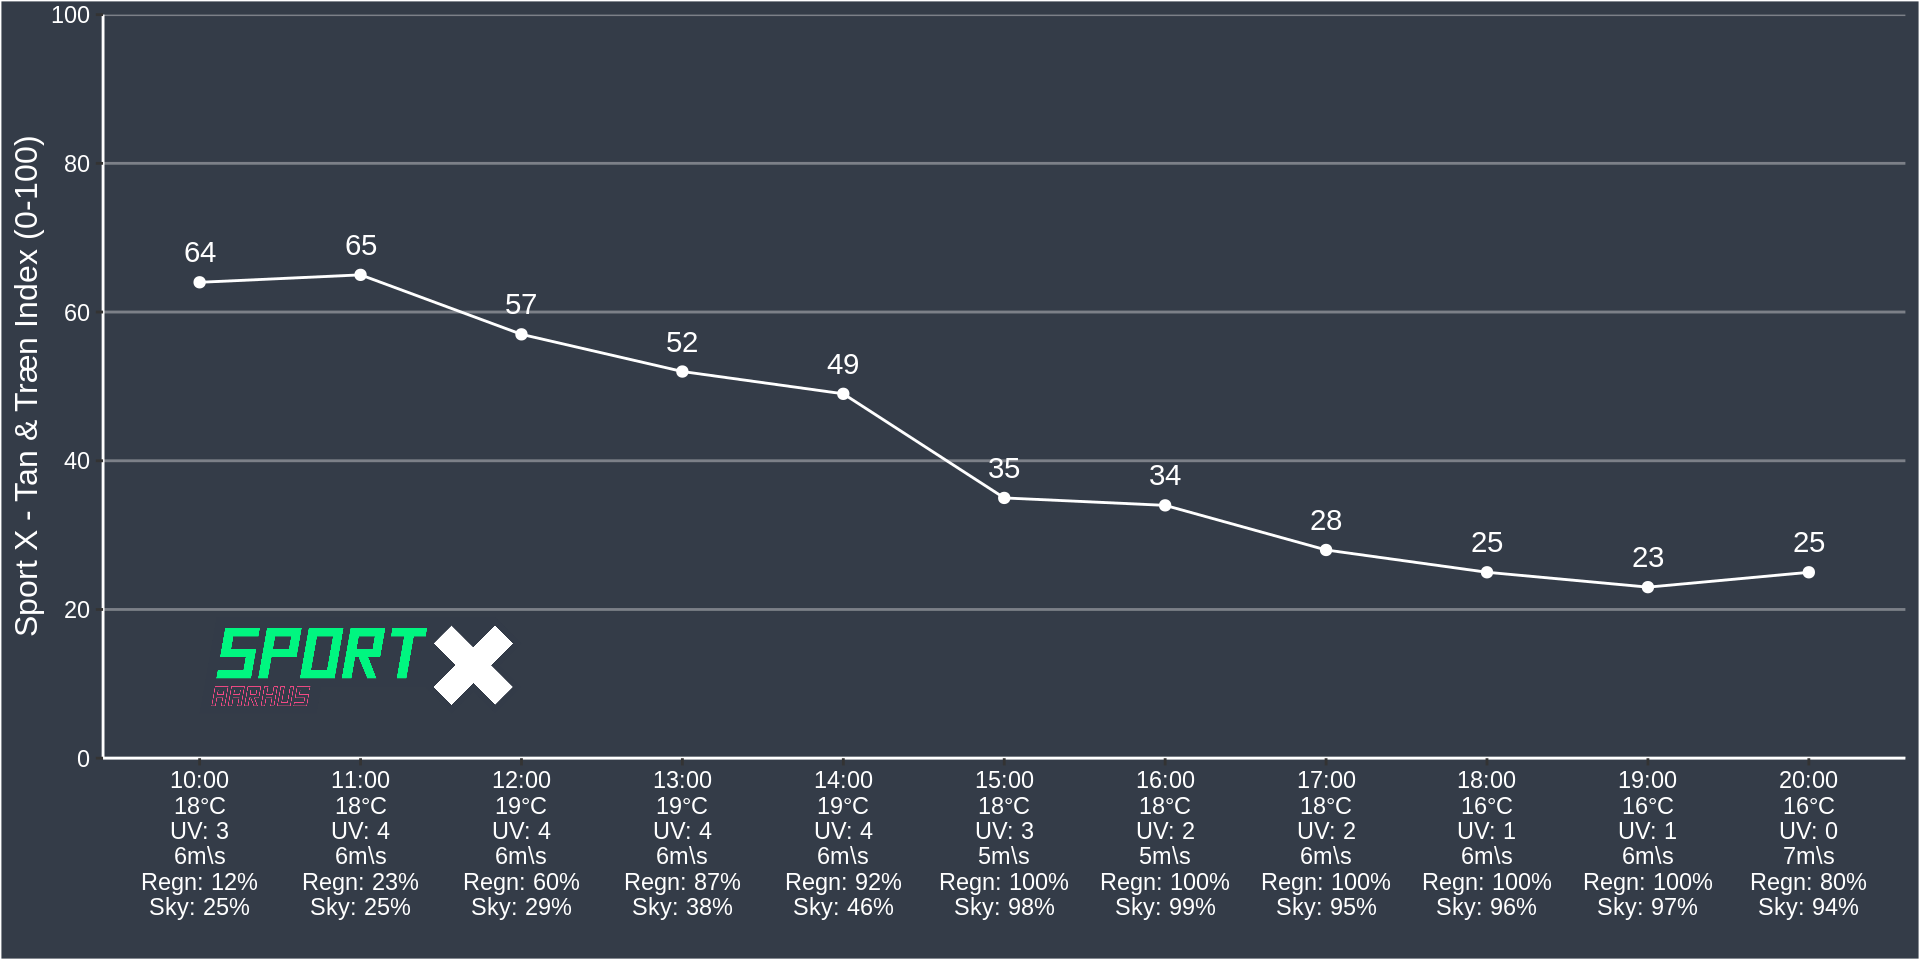 Sport X - Tan & Træn Index (0-100)
100
80
60
40
20
0
64
65
57
52
49
35
34
28
25
23
25
SPORT X
AARHUS
10:00 11:00 12:00 13:00 14:00 15:00 16:00 17:00 18:00 19:00 20:00
18°C 18°C 19°C 19°C 19°C 18°C 18°C 18°C 16°C 16°C 16°C
UV: 3 UV: 4 UV: 4 UV: 4 UV: 4 UV: 3 UV: 2 UV: 2 UV: 1 UV: 1 UV: 0
6m\s 6m\s 6m\s 6m\s 6m\s 5m\s 5m\s 6m\s 6m\s 6m\s 7m\s
Regn: 12% Regn: 23% Regn: 60% Regn: 87% Regn: 92% Regn: 100% Regn: 100% Regn: 100% Regn: 100% Regn: 100% Regn: 80%
Sky: 25% Sky: 25% Sky: 29% Sky: 38% Sky: 46% Sky: 98% Sky: 99% Sky: 95% Sky: 96% Sky: 97% Sky: 94%